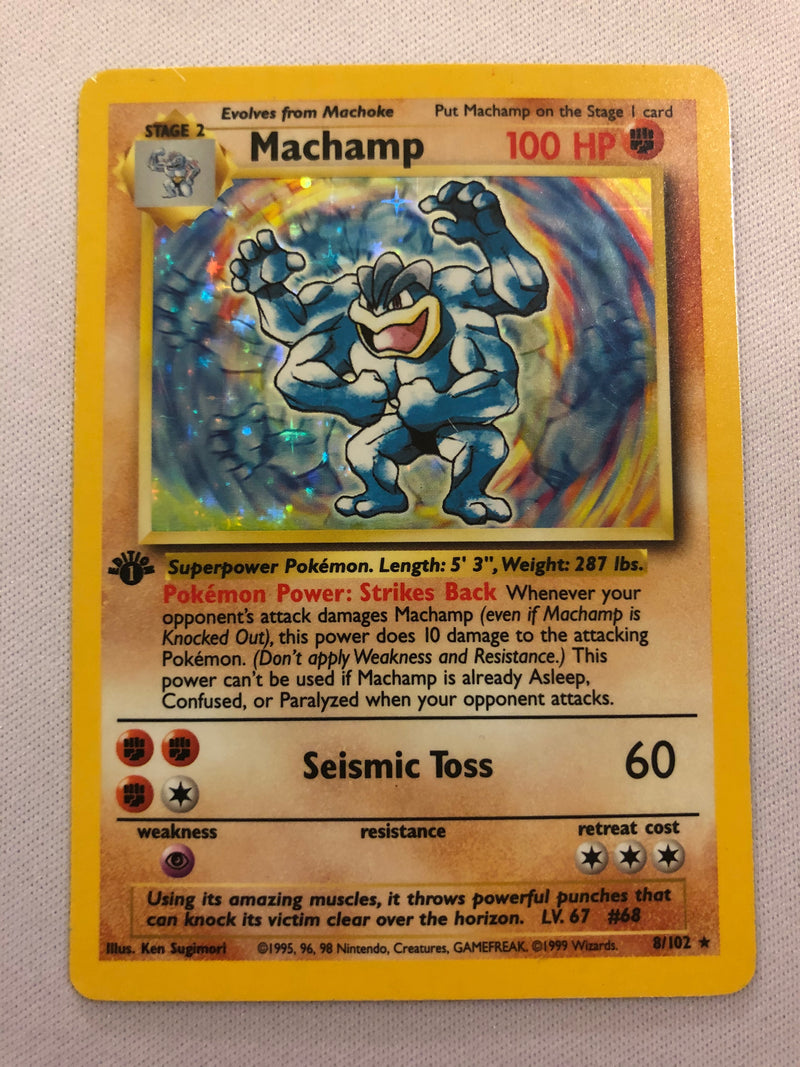 Evolves from Machoke Put Machamp on the Stage 1 card
STAGE 2
Machamp 100 HP
EDITION
1
Superpower Pokémon. Length: 5' 3", Weight: 287 lbs.
Pokémon Power: Strikes Back Whenever your
opponent's attack damages Machamp (even if Machamp is
Knocked Out), this power does 10 damage to the attacking
Pokémon. (Don't apply Weakness and Resistance.) This
power can't be used if Machamp is already Asleep,
Confused, or Paralyzed when your opponent attacks.
Seismic Toss 60
weakness resistance retreat cost
Using its amazing muscles, it throws powerful punches that
can knock its victim clear over the horizon. LV. 67 #68
Illus. Ken Sugimori ©1995, 96, 98 Nintendo, Creatures, GAMEFREAK. ©1999 Wizards. 8/102 ★